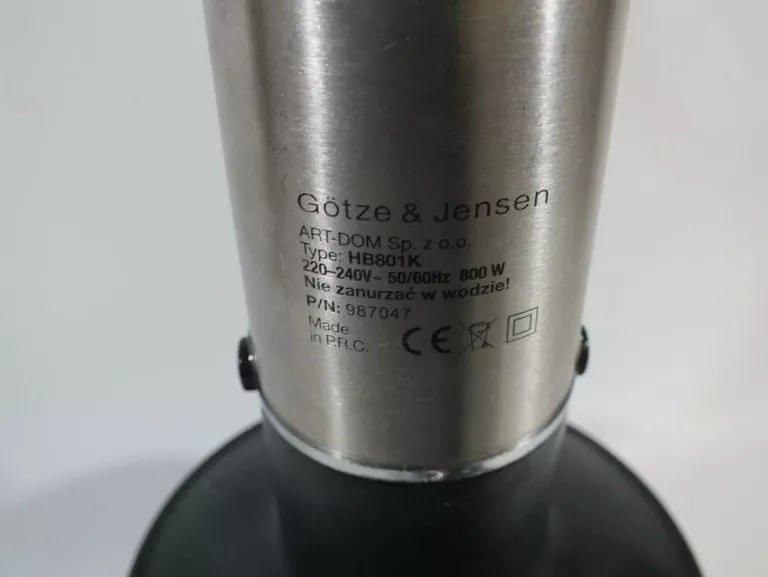 Götze & Jensen
ART-DOM Sp. z o.o.
Type: HB801K
220-240V~ 50/60Hz 800 W
Nie zanurzać w wodzie!
P/N: 987047
Made
in P.R.C.
CE